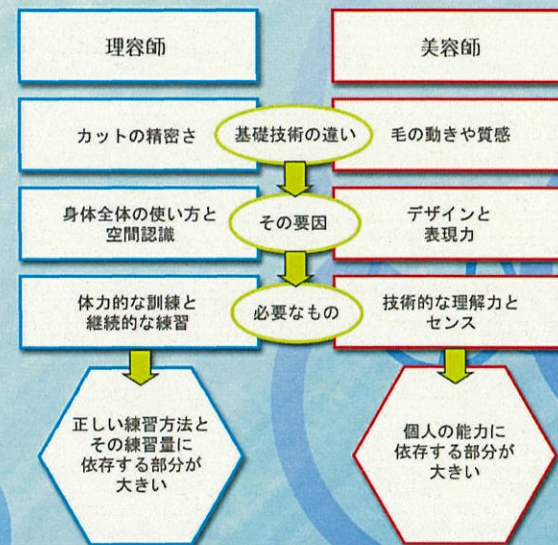 理容師
美容師
カットの精密さ
基礎技術の違い
毛の動きや質感
身体全体の使い方と
空間認識
その要因
デザインと
表現力
体力的な訓練と
継続的な練習
必要なもの
技術的な理解力と
センス
正しい練習方法と
その練習量に
依存する部分が
大きい
個人の能力に
依存する部分が
大きい